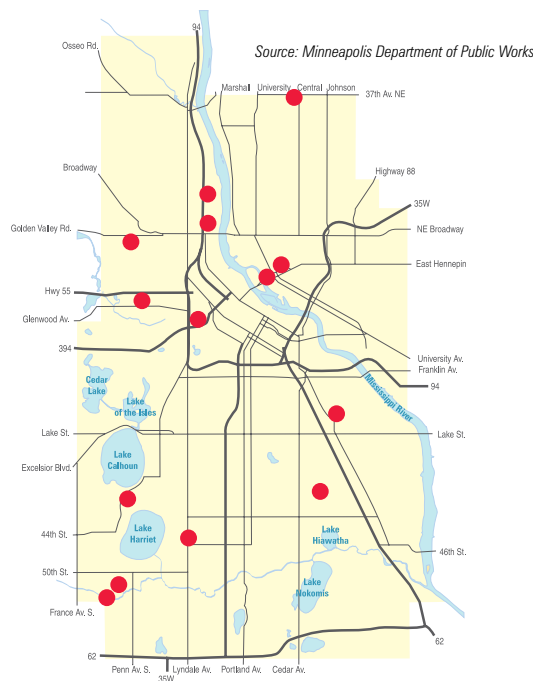 94
Osseo Rd.
Source: Minneapolis Department of Public Works
Marshall University Central Johnson
37th Av. NE
Broadway
Highway 88
35W
Golden Valley Rd.
NE Broadway
East Hennepin
Hwy 55
Glenwood Av.
394
University Av.
Franklin Av.
94
Cedar
Lake
Lake
of the Isles
Mississippi River
Lake St.
Lake St.
Excelsior Blvd.
Lake
Calhoun
44th St.
Lake
Harriet
Lake
Hiawatha
46th St.
50th St.
Lake
Nokomis
France Av. S.
62
62
Penn Av. S.
Lyndale Av.
Portland Av.
Cedar Av.
35W